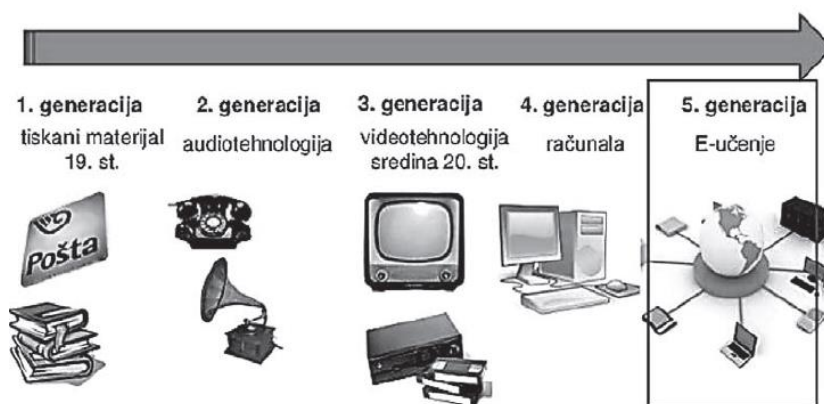 1. generacija
tiskani materijal
19. st.
Pošta
2. generacija
audiotehnologija
3. generacija
videotehnologija
sredina 20. st.
4. generacija
računala
5. generacija
E-učenje